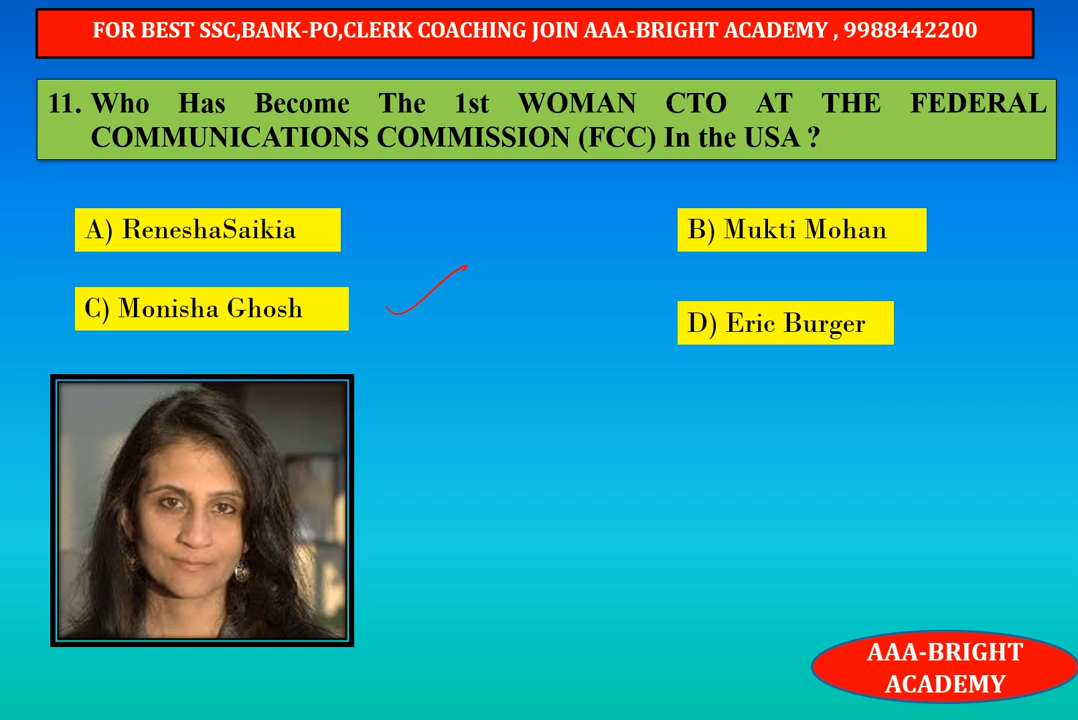 FOR BEST SSC,BANK-PO,CLERK COACHING JOIN AAA-BRIGHT ACADEMY , 9988442200
11. Who Has Become The 1st WOMAN CTO AT THE FEDERAL
COMMUNICATIONS COMMISSION (FCC) In the USA ?
A) ReneshaSaikia
B) Mukti Mohan
C) Monisha Ghosh
D) Eric Burger
AAA-BRIGHT
ACADEMY